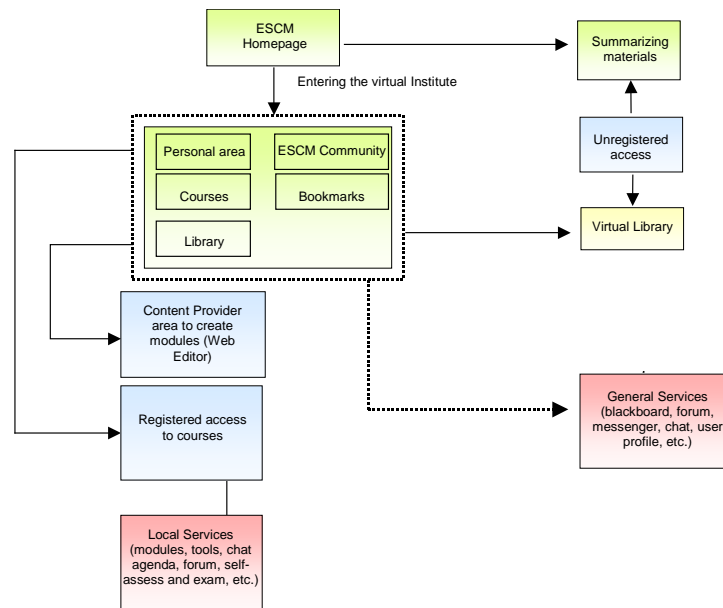 ESCM
Homepage
Summarizing
materials
Entering the virtual Institute
Personal area
ESCM Community
Unregistered
access
Courses
Bookmarks
Library
Virtual Library
Content Provider
area to create
modules (Web
Editor)
General Services
(blackboard, forum,
messenger, chat, user
profile, etc.)
Registered access
to courses
Local Services
(modules, tools, chat
agenda, forum, self-
assess and exam, etc.)